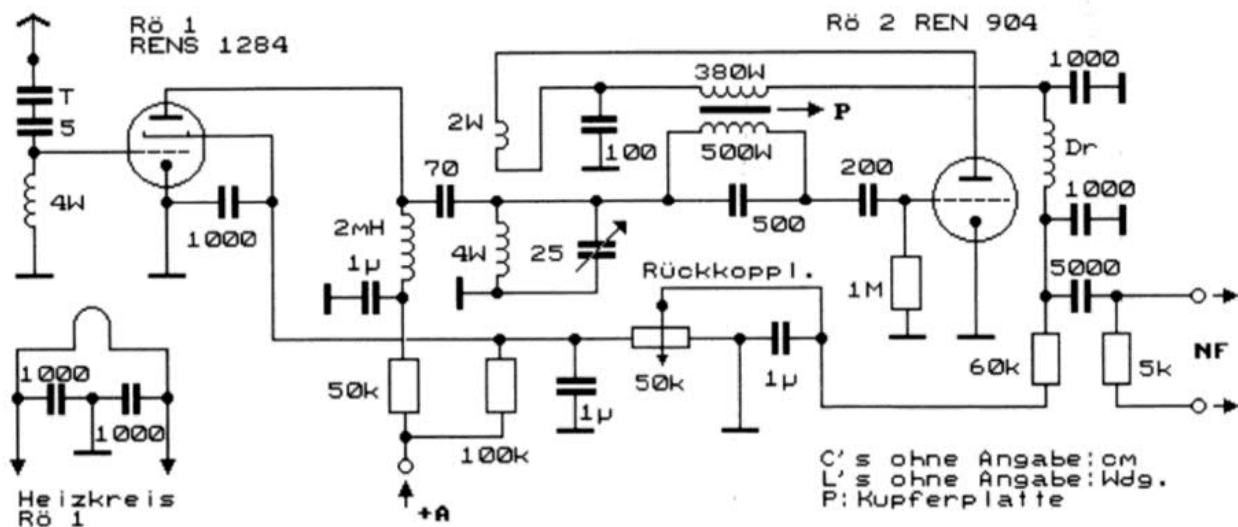 Rö 1
RENS 1284
Rö 2 REN 904
T
5
4W
1000
70
2mH
1µ
2W
100
380W
P
500W
200
500
1000
Dr
1000
4W
25
Rückkoppl.
1M
5000
1000
1000
50k
100k
1µ
50k
1µ
60k
5k
NF
+A
Heizkreis
Rö 1
C's ohne Angabe:cm
L's ohne Angabe:Wdg.
P:Kupferplatte